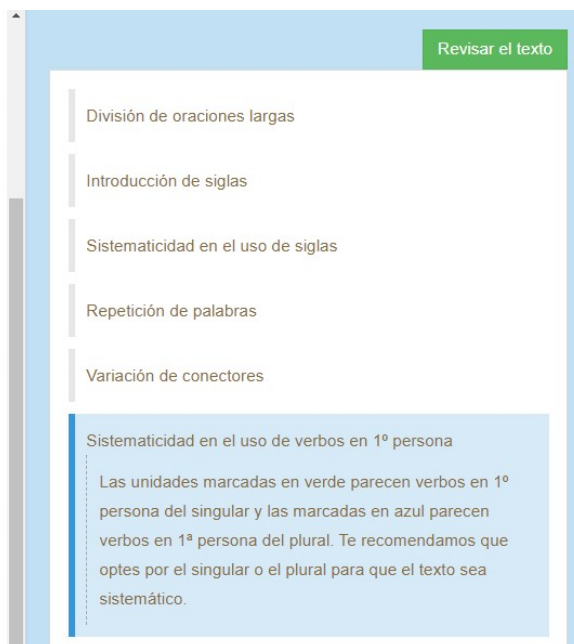 Revisar el texto
División de oraciones largas
Introducción de siglas
Sistematicidad en el uso de siglas
Repetición de palabras
Variación de conectores
Sistematicidad en el uso de verbos en 1º persona
Las unidades marcadas en verde parecen verbos en 1º
persona del singular y las marcadas en azul parecen
verbos en 1ª persona del plural. Te recomendamos que
optes por el singular o el plural para que el texto sea
sistemático.